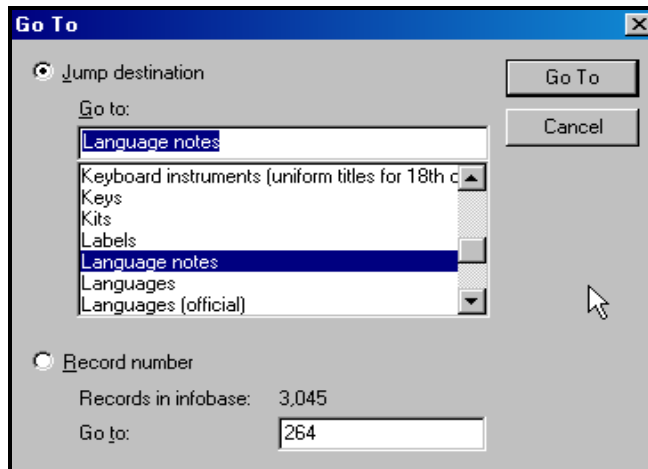 Go To
Jump destination
Go To
Go to:
Cancel
Language notes
Keyboard instruments (uniform titles for 18th c
Keys
Kits
Labels
Language notes
Languages
Languages (official)
Record number
Records in infobase: 3,045
Go to: 264